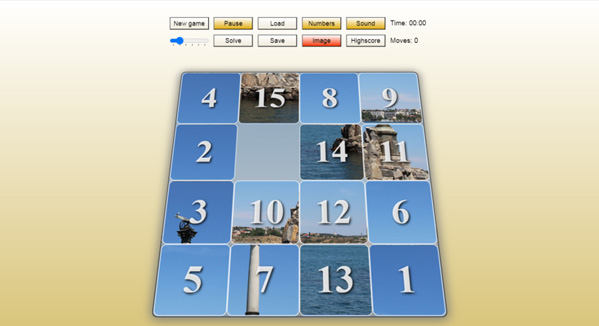 New game Pause Load Numbers Sound Time: 00:00
Solve Save Image Highscore Moves: 0
4 15 8 9
2 14 11
3 10 12 6
5 7 13 1